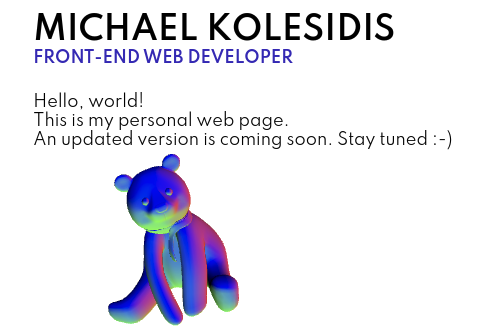 MICHAEL KOLESIDIS
FRONT-END WEB DEVELOPER
Hello, world!
This is my personal web page.
An updated version is coming soon. Stay tuned :-)